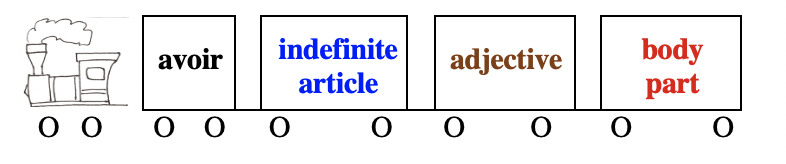 avoir
indefinite
article
adjective
body
part
O O O O O O O O O O